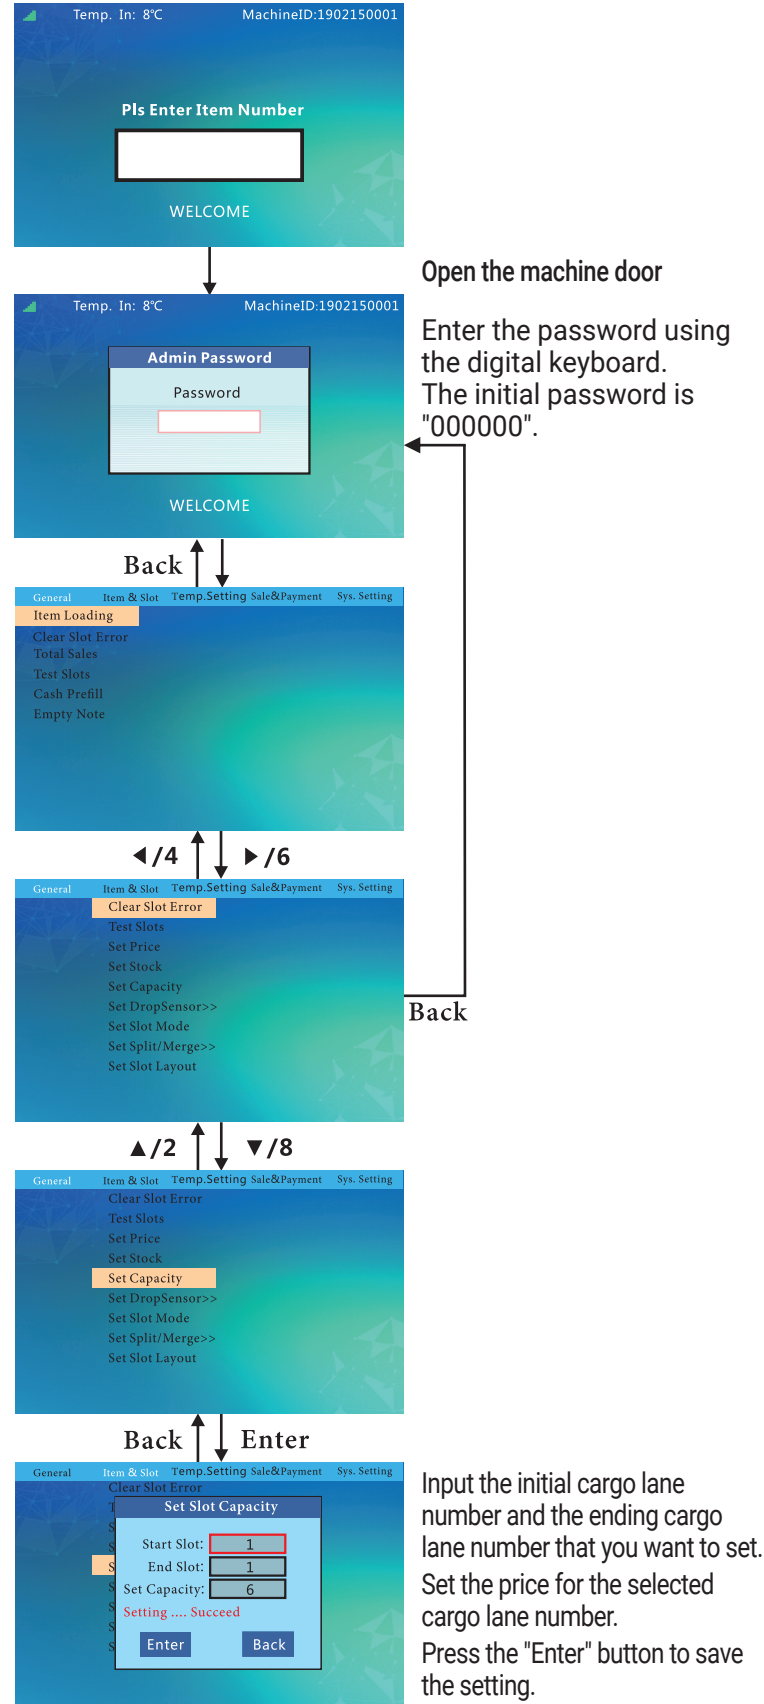 Temp. In: 8℃ MachineID:1902150001
Pls Enter Item Number
WELCOME
Open the machine door
Temp. In: 8℃ MachineID:1902150001
Admin Password
Password
WELCOME
Enter the password using
the digital keyboard.
The initial password is
"000000".
Back
General Item & Slot Temp.Setting Sale&Payment Sys. Setting
Item Loading
Clear Slot Error
Total Sales
Test Slots
Cash Prefill
Empty Note
◀/4 ▶/6
General Item & Slot Temp.Setting Sale&Payment Sys. Setting
Clear Slot Error
Test Slots
Set Price
Set Stock
Set Capacity
Set DropSensor>>
Set Slot Mode
Set Split/Merge>>
Set Slot Layout
Back
▲/2 ▼/8
General Item & Slot Temp.Setting Sale&Payment Sys. Setting
Clear Slot Error
Test Slots
Set Price
Set Stock
Set Capacity
Set DropSensor>>
Set Slot Mode
Set Split/Merge>>
Set Slot Layout
Back Enter
General Item & Slot Temp.Setting Sale&Payment Sys. Setting
Clear Slot Error
Set Slot Capacity
Start Slot: 1
End Slot: 1
Set Capacity: 6
Setting .... Succeed
Enter Back
Input the initial cargo lane
number and the ending cargo
lane number that you want to set.
Set the price for the selected
cargo lane number.
Press the "Enter" button to save
the setting.